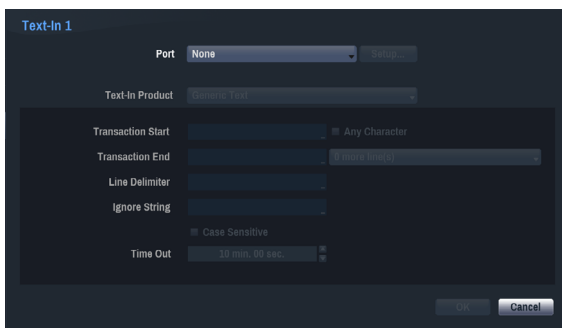 Text-In 1
Port None Setup...
Text-In Product Generic Text
Transaction Start Any Character
Transaction End 0 more line(s)
Line Delimiter
Ignore String
Case Sensitive
Time Out 10 min. 00 sec.
OK Cancel